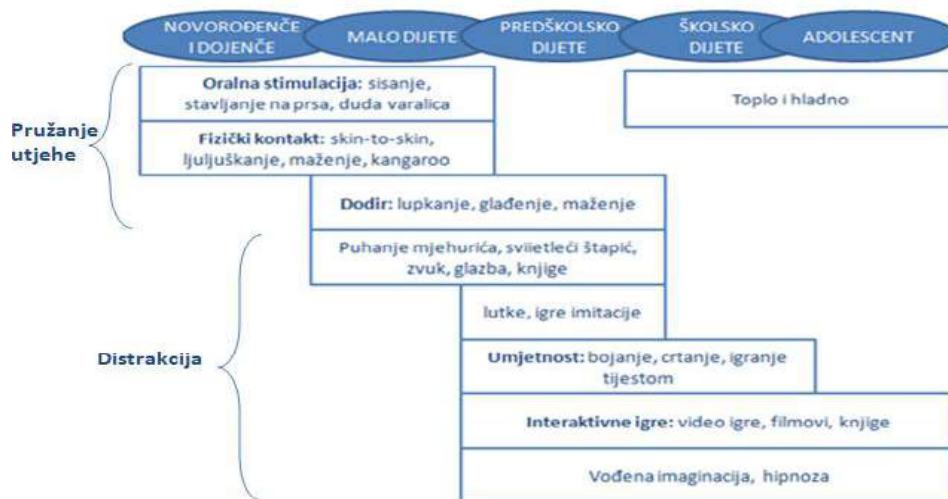 NOVOROĐENČE
I DOJENČE
MALO DIJETE
PREDŠKOLSKO
DIJETE
ŠKOLSKO
DIJETE
ADOLESCENT
Pružanje
utjehe
Oralna stimulacija: sisanje,
stavljanje na prsa, duda varalica
Toplo i hladno
Fizički kontakt: skin-to-skin,
ljuljuškanje, maženje, kangaroo
Dodir: lupkanje, glađenje, maženje
Distrakcija
Puhanje mjehurića, svijetleći štapić,
zvuk, glazba, knjige
lutke, igre imitacije
Umjetnost: bojanje, crtanje, igranje
tijestom
Interaktivne igre: video igre, filmovi, knjige
Vođena imaginacija, hipnoza